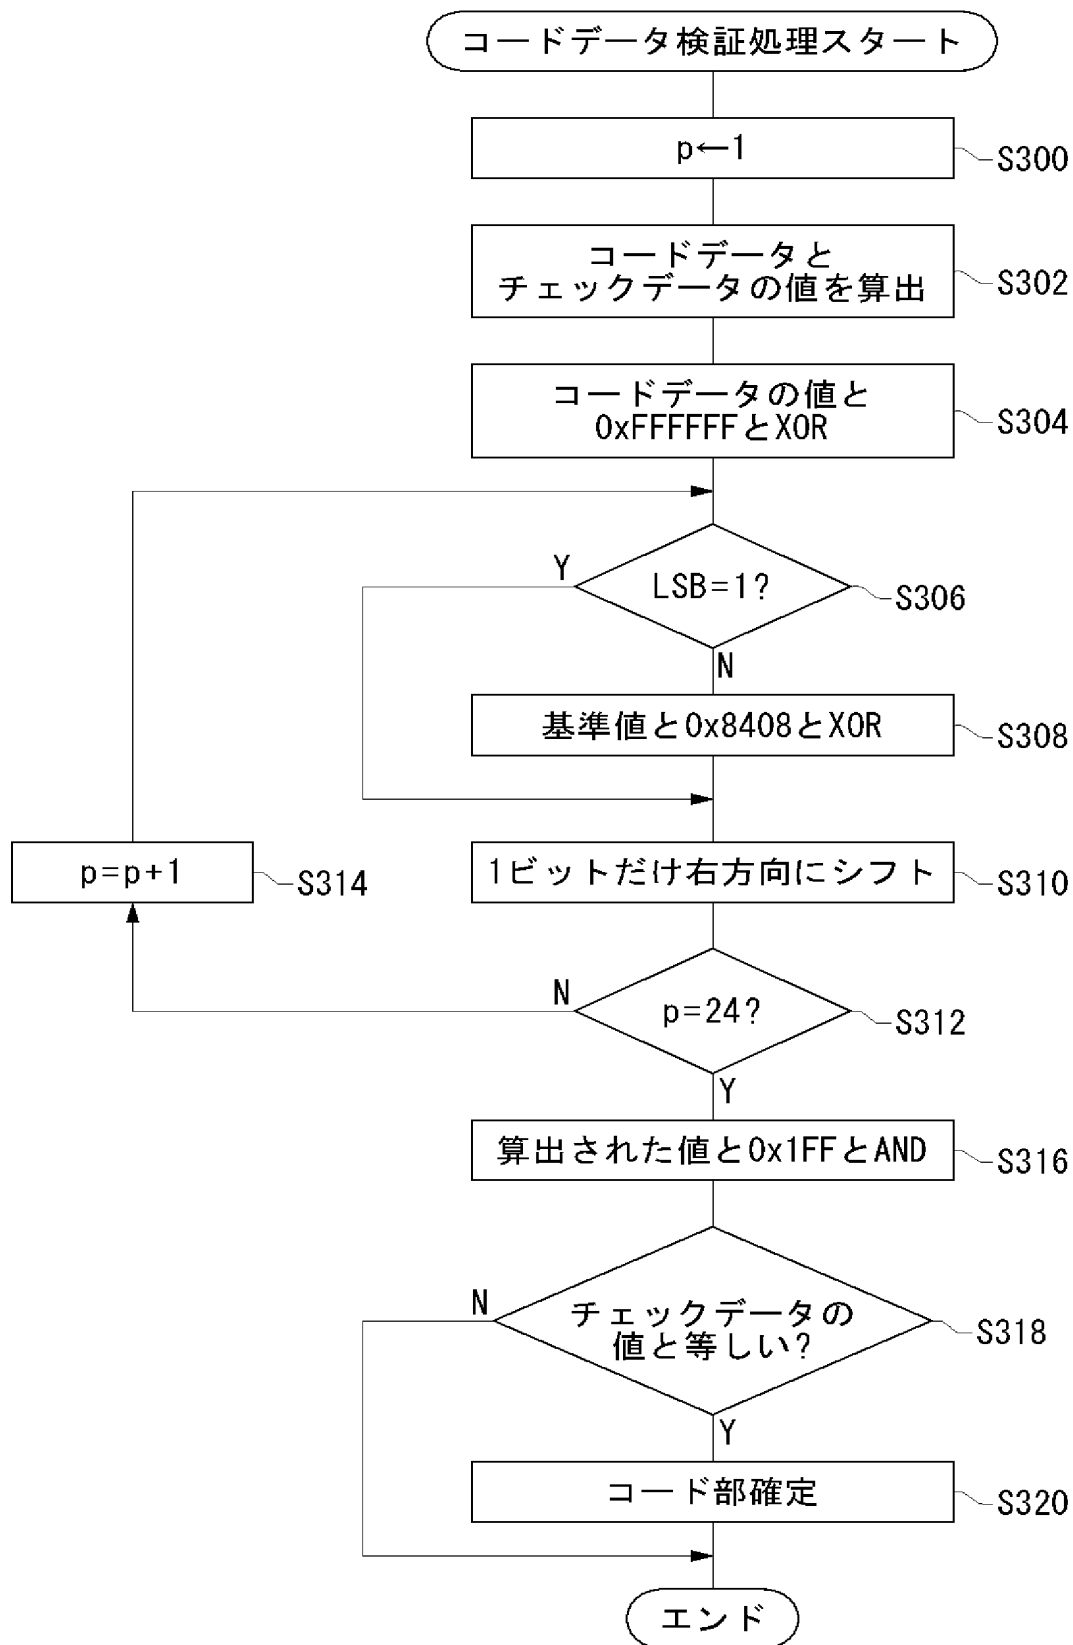 コードデータ検証処理スタート
p←1
S300
コードデータと
チェックデータの値を算出
S302
コードデータの値と
0xFFFFFFとXOR
S304
Y
LSB=1?
S306
N
基準値と0x8408とXOR
S308
p=p+1
S314
1ビットだけ右方向にシフト
S310
N
p=24?
S312
Y
算出された値と0x1FFとAND
S316
N
チェックデータの
値と等しい?
S318
Y
コード部確定
S320
エンド